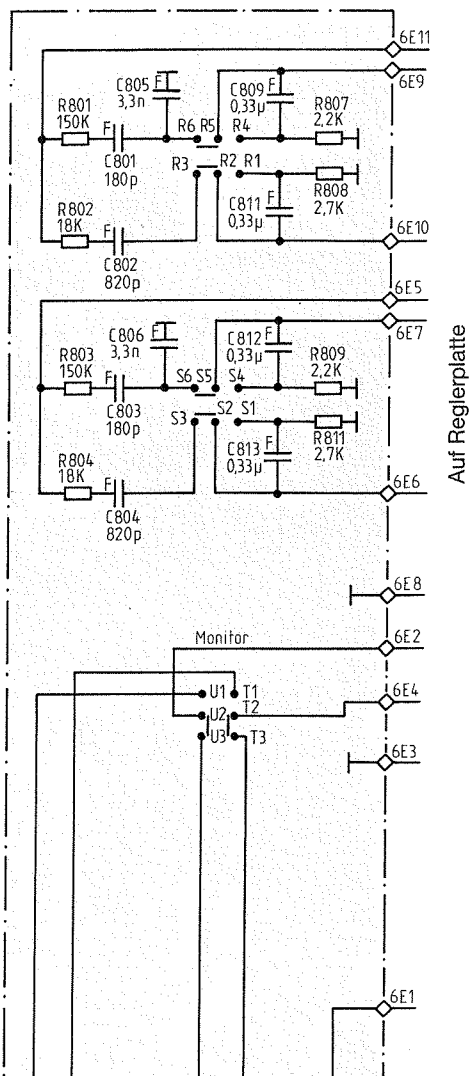 6E11
6E9
C805 F
3,3n
C809 F
0,33µ
R801
150K
F
C801
180p
R6 R5 R4
R807
2,2K
R3 R2 R1
R808
2,7K
C811 F
0,33µ
R802
18K
F
C802
820p
6E10
6E5
6E7
C806 F
3,3n
C812 F
0,33µ
R803
150K
F
C803
180p
S6 S5 S4
R809
2,2K
S3 S2 S1
R811
2,7K
C813 F
0,33µ
R804
18K
F
C804
820p
6E6
Auf Reglerplatte
6E8
Monitor
6E2
U1 T1
6E4
U2 T2
U3 T3
6E3
6E1